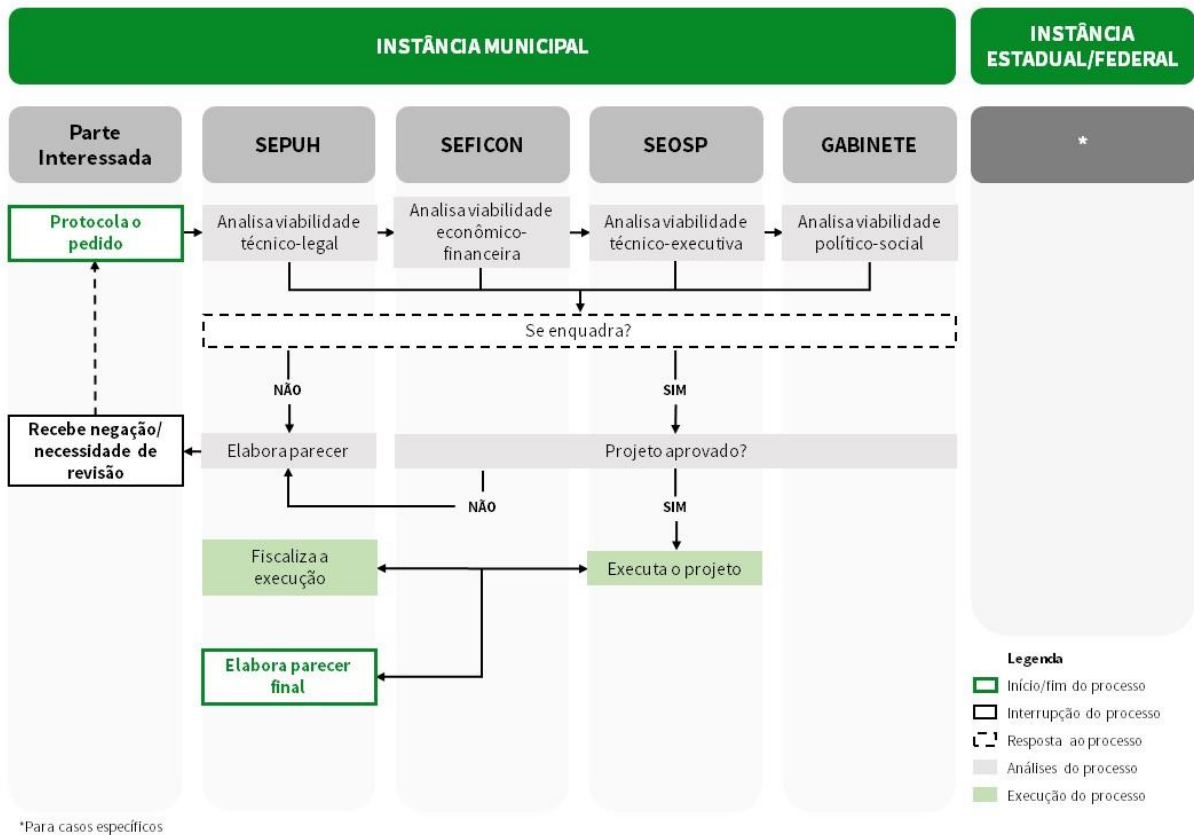 INSTÂNCIA MUNICIPAL
INSTÂNCIA
ESTADUAL/FEDERAL
Parte
Interessada
SEPUH
SEFICON
SEOSP
GABINETE
*
Protocola o
pedido
Analisa viabilidade
técnico-legal
Analisa viabilidade
econômico-
financeira
Analisa viabilidade
técnico-executiva
Analisa viabilidade
político-social
Se enquadra?
NÃO
SIM
Recebe negação/
necessidade de
revisão
Elabora parecer
Projeto aprovado?
NÃO
SIM
Fiscaliza a
execução
Executa o projeto
Elabora parecer
final
Legenda
Início/fim do processo
Interrupção do processo
Resposta ao processo
Análises do processo
Execução do processo
*Para casos específicos